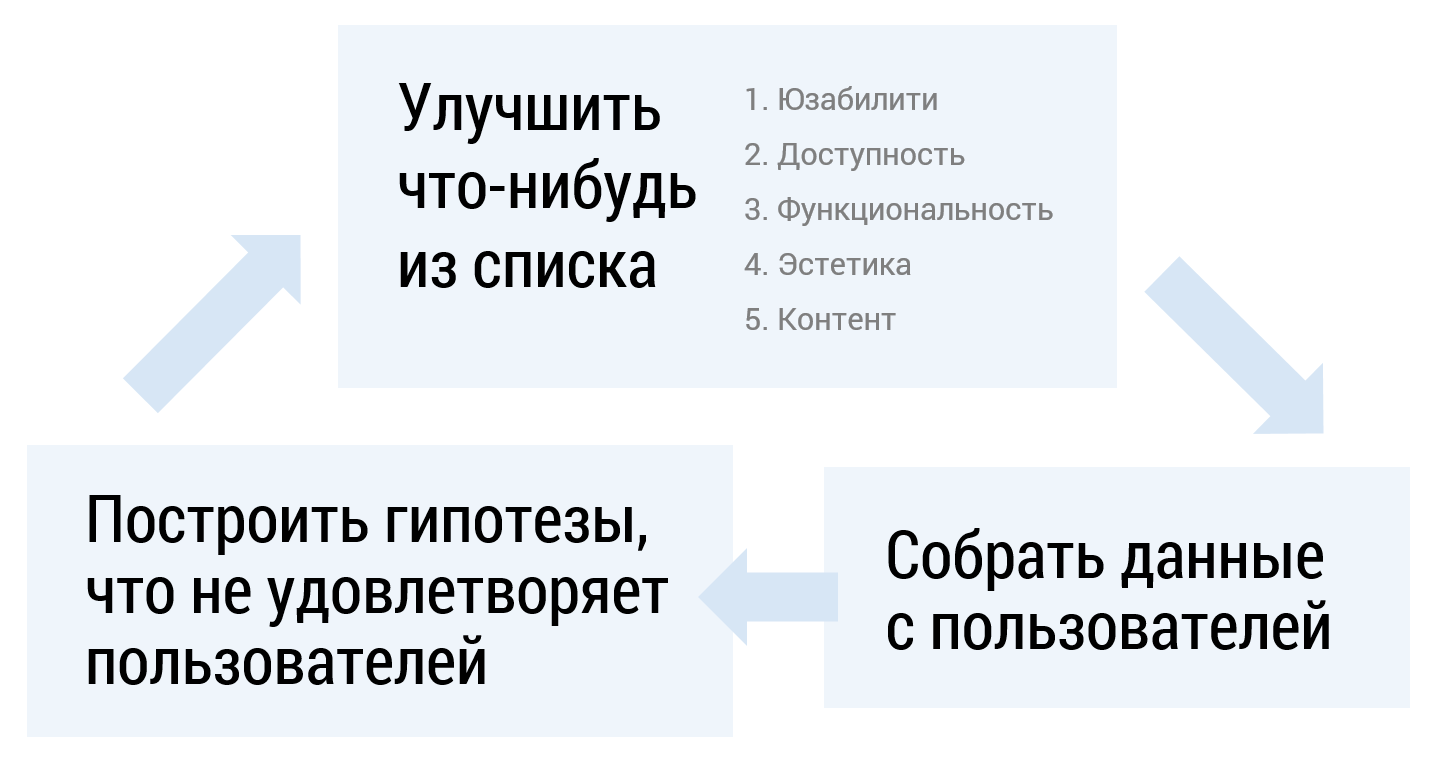 Улучшить
что-нибудь
из списка
1. Юзабилити
2. Доступность
3. Функциональность
4. Эстетика
5. Контент
Построить гипотезы,
что не удовлетворяет
пользователей
Собрать данные
с пользователей